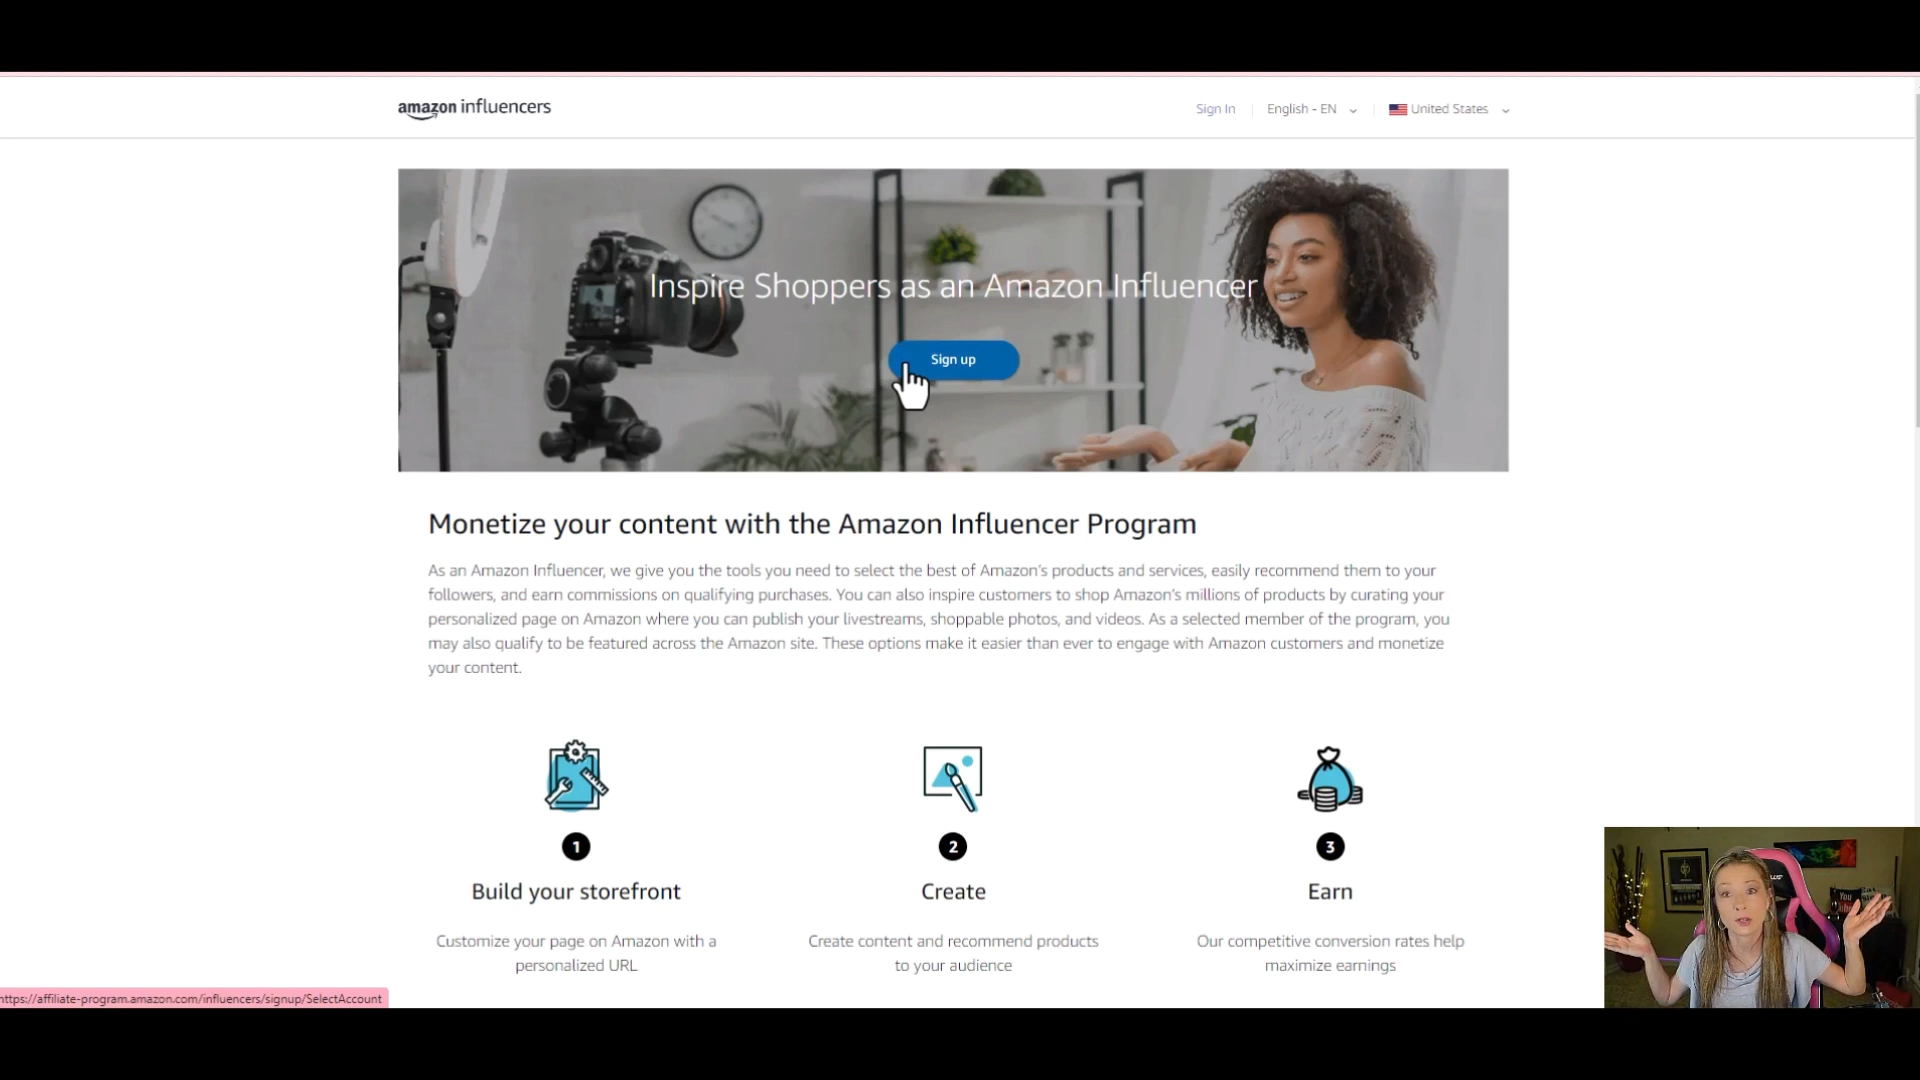 amazon influencers
Sign In
English - EN
United States
Inspire Shoppers as an Amazon Influencer
Sign up
Monetize your content with the Amazon Influencer Program
As an Amazon Influencer, we give you the tools you need to select the best of Amazon's products and services, easily recommend them to your
followers, and earn commissions on qualifying purchases. You can also inspire customers to shop Amazon's millions of products by curating your
personalized page on Amazon where you can publish your livestreams, shoppable photos, and videos. As a selected member of the program, you
may also qualify to be featured across the Amazon site. These options make it easier than ever to engage with Amazon customers and monetize
your content.
1
2
3
Build your storefront
Create
Earn
Customize your page on Amazon with a
personalized URL
Create content and recommend products
to your audience
Our competitive conversion rates help
maximize earnings
https://affiliate-program.amazon.com/influencers/signup/SelectAccount
You